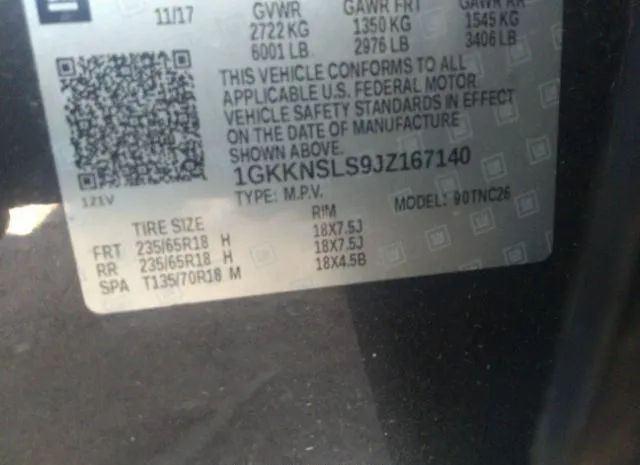 11/17 GVWR GAWR FRT GAWR RR
2722 KG 1350 KG 1545 KG
6001 LB 2976 LB 3406 LB
THIS VEHICLE CONFORMS TO ALL
APPLICABLE U.S. FEDERAL MOTOR
VEHICLE SAFETY STANDARDS IN EFFECT
ON THE DATE OF MANUFACTURE
SHOWN ABOVE.
1GKKNSLS9JZ167140
121V TYPE: M.P.V. MODEL: 90TNC26
TIRE SIZE RIM
FRT 235/65R18 H 18X7.5J
RR 235/65R18 H 18X7.5J
SPA T135/70R18 M 18X4.5B